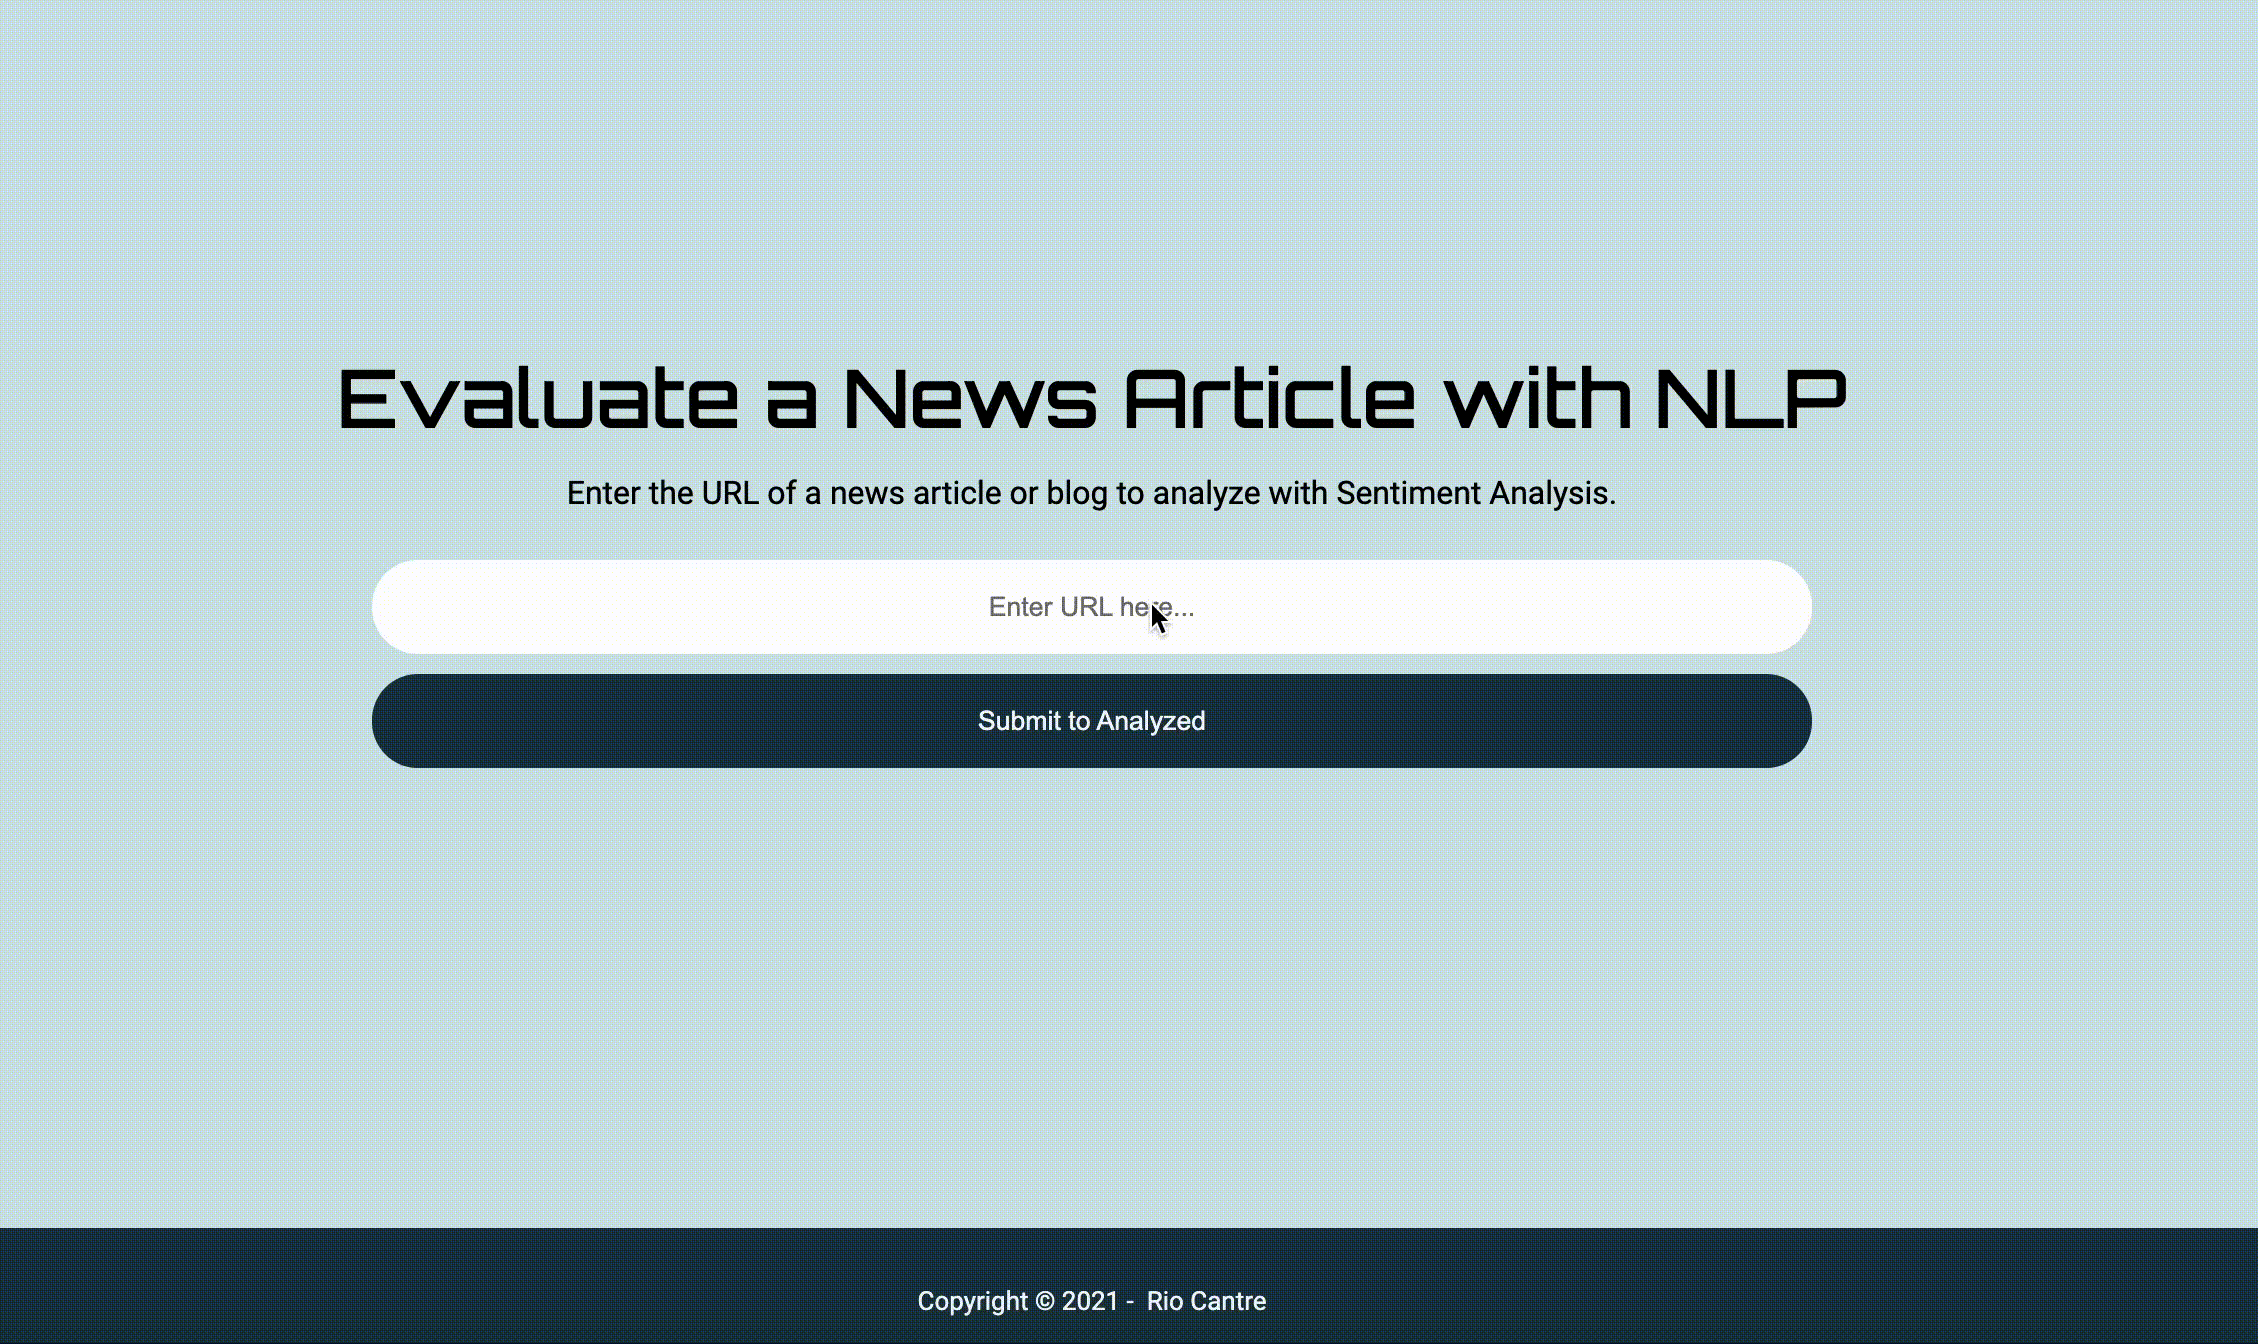 Evaluate a News Article with NLP
Enter the URL of a news article or blog to analyze with Sentiment Analysis.
Enter URL here...
Submit to Analyzed
Copyright © 2021 - Rio Cantre